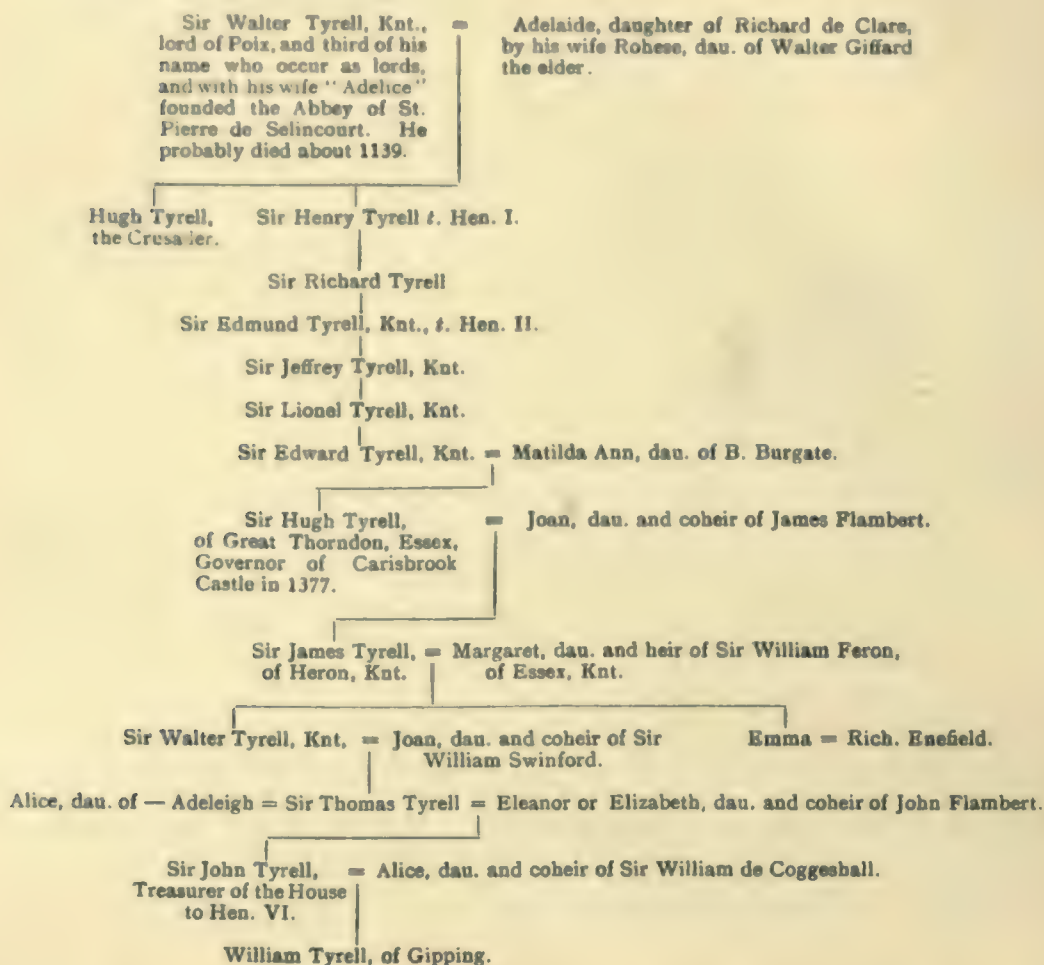 Sir Walter Tyrell, Knt., = Adelaide, daughter of Richard de Clare,
lord of Poix, and third of his by his wife Rohese, dau. of Walter Giffard
name who occur as lords, the elder.
and with his wife "Adelice"
founded the Abbey of St.
Pierre de Selincourt. He
probably died about 1139.
Hugh Tyrell, Sir Henry Tyrell t. Hen. I.
the Crusader.
Sir Richard Tyrell
Sir Edmund Tyrell, Knt., t. Hen. II.
Sir Jeffrey Tyrell, Knt.
Sir Lionel Tyrell, Knt.
Sir Edward Tyrell, Knt. = Matilda Ann, dau. of B. Burgate.
Sir Hugh Tyrell, = Joan, dau. and coheir of James Flambert.
of Great Thorndon, Essex,
Governor of Carisbrook
Castle in 1377.
Sir James Tyrell, = Margaret, dau. and heir of Sir William Feron,
of Heron, Knt. of Essex, Knt.
Sir Walter Tyrell, Knt. = Joan, dau. and coheir of Sir Emma = Rich. Enefield.
William Swinford.
Alice, dau. of — Adeleigh = Sir Thomas Tyrell = Eleanor or Elizabeth, dau. and coheir of John Flambert.
Sir John Tyrell, = Alice, dau. and coheir of Sir William de Coggeshall.
Treasurer of the House
to Hen. VI.
William Tyrell, of Gipping.